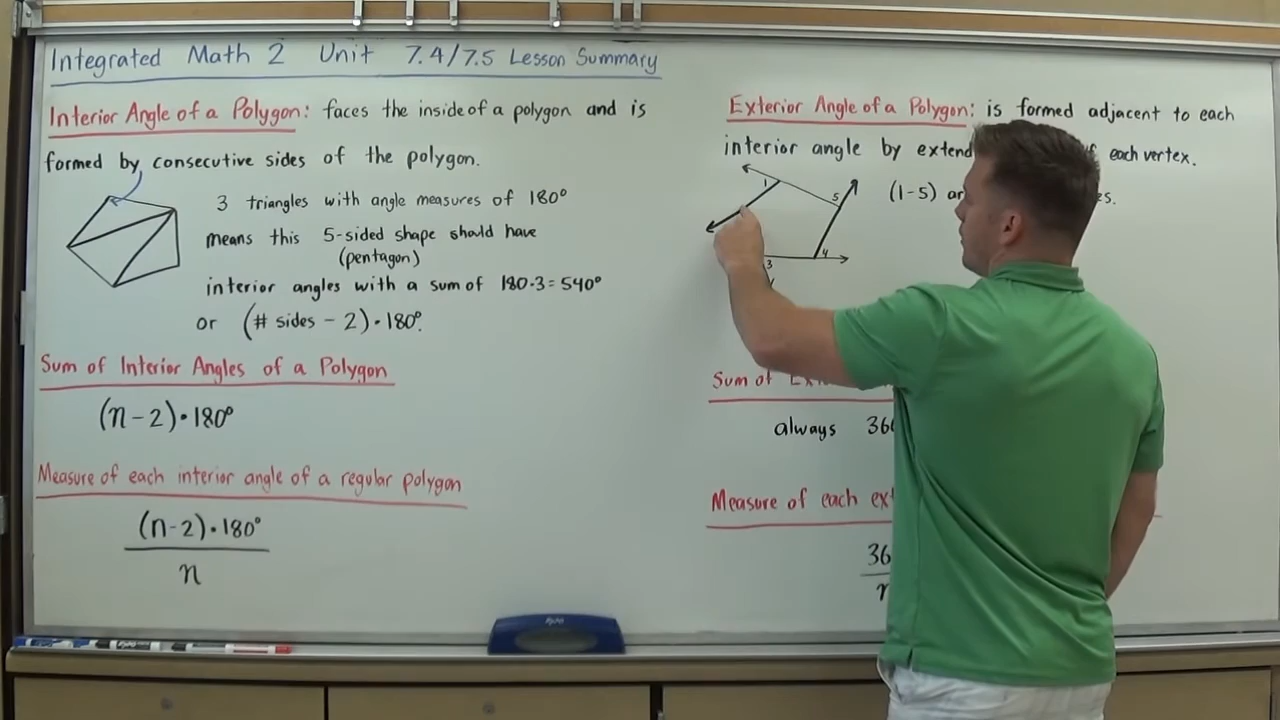 Integrated Math 2 Unit 7.4/7.5 Lesson Summary
Interior Angle of a Polygon: faces the inside of a polygon and is
formed by consecutive sides of the polygon.
3 triangles with angle measures of 180°
means this 5-sided shape should have
(pentagon)
interior angles with a sum of 180·3=540°
or (# sides - 2)·180°.
Sum of Interior Angles of a Polygon
(n-2)·180°
Measure of each interior angle of a regular polygon
(n-2)·180°
n
Exterior Angle of a Polygon: is formed adjacent to each
interior angle by each vertex.
1
5
4
3
(1-5)
Sum of
always
Measure of each
n
Expo